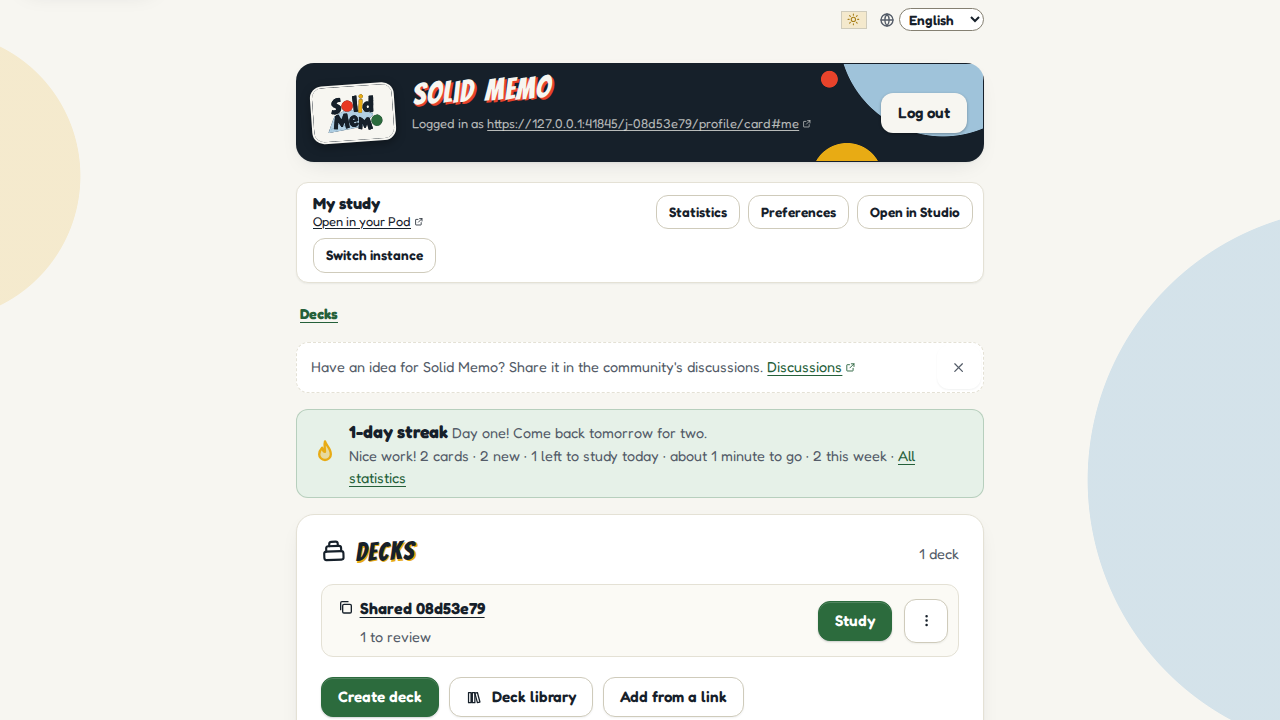 English
Solid Memo
SOLID MEMO
Logged in as https://127.0.0.1:41845/j-08d53e79/profile/card#me
Log out
My study
Open in your Pod
Statistics
Preferences
Open in Studio
Switch instance
Decks
Have an idea for Solid Memo? Share it in the community's discussions. Discussions
1-day streak Day one! Come back tomorrow for two.
Nice work! 2 cards · 2 new · 1 left to study today · about 1 minute to go · 2 this week · All
statistics
DECKS
1 deck
Shared 08d53e79
1 to review
Study
Create deck
Deck library
Add from a link